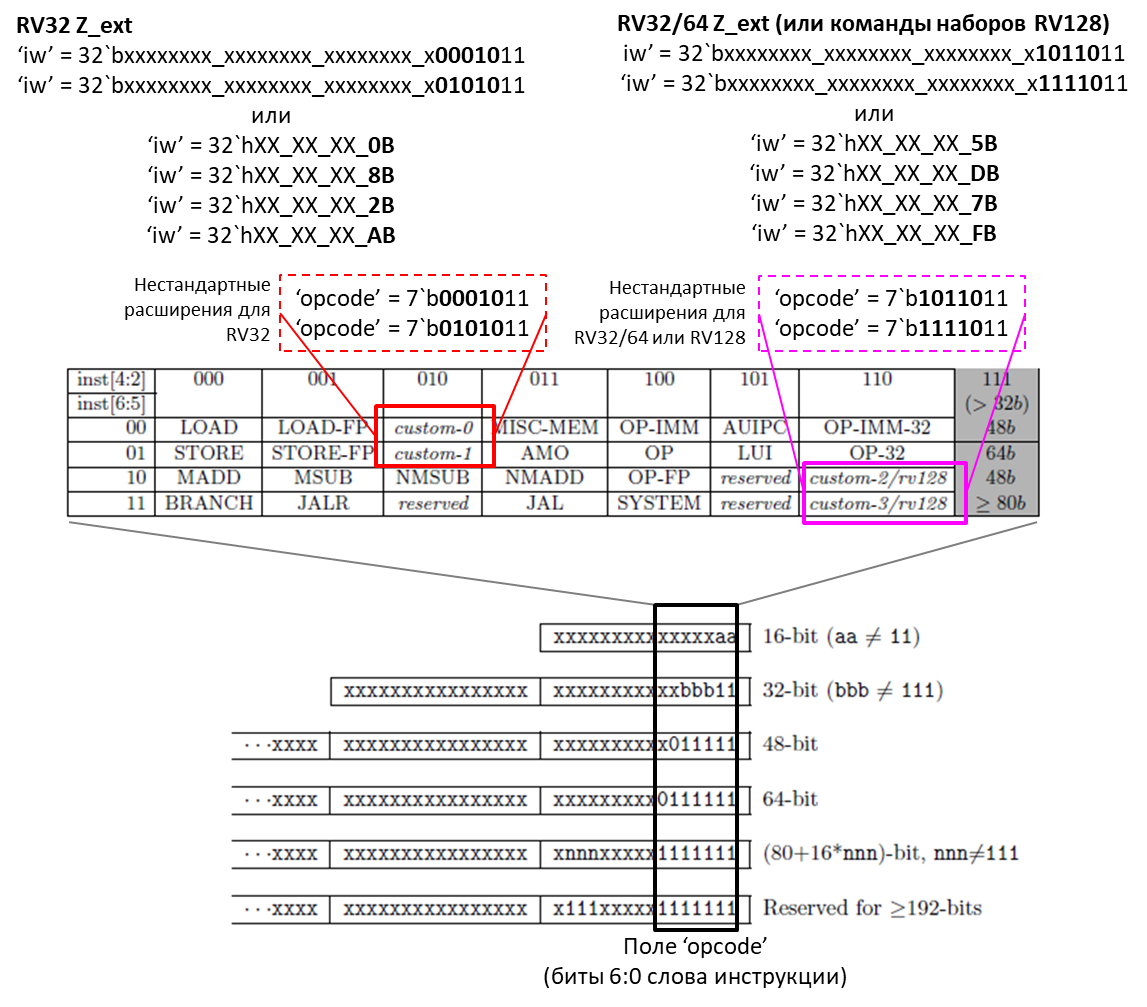 RV32 Z_ext
‘iw’ = 32`bxxxxxxxx_xxxxxxxx_xxxxxxxx_x0001011
‘iw’ = 32`bxxxxxxxx_xxxxxxxx_xxxxxxxx_x0101011
или
‘iw’ = 32`hXX_XX_XX_0B
‘iw’ = 32`hXX_XX_XX_8B
‘iw’ = 32`hXX_XX_XX_2B
‘iw’ = 32`hXX_XX_XX_AB
RV32/64 Z_ext (или команды наборов RV128)
iw’ = 32`bxxxxxxxx_xxxxxxxx_xxxxxxxx_x1011011
‘iw’ = 32`bxxxxxxxx_xxxxxxxx_xxxxxxxx_x1111011
или
‘iw’ = 32`hXX_XX_XX_5B
‘iw’ = 32`hXX_XX_XX_DB
‘iw’ = 32`hXX_XX_XX_7B
‘iw’ = 32`hXX_XX_XX_FB
Нестандартные
расширения для
RV32
‘opcode’ = 7`b0001011
‘opcode’ = 7`b0101011
Нестандартные
расширения для
RV32/64 или RV128
‘opcode’ = 7`b1011011
‘opcode’ = 7`b1111011
inst[4:2] 000 001 010 011 100 101 110 111
inst[6:5] (> 32b)
00 LOAD LOAD-FP custom-0 MISC-MEM OP-IMM AUIPC OP-IMM-32 48b
01 STORE STORE-FP custom-1 AMO OP LUI OP-32 64b
10 MADD MSUB NMSUB NMADD OP-FP reserved custom-2/rv128 48b
11 BRANCH JALR reserved JAL SYSTEM reserved custom-3/rv128 ≥ 80b
xxxxxxxxxxxxxxaa 16-bit (aa ≠ 11)
xxxxxxxxxxxxxxxx xxxxxxxxxxxbbb11 32-bit (bbb ≠ 111)
···xxxx xxxxxxxxxxxxxxxx xxxxxxxxxx011111 48-bit
···xxxx xxxxxxxxxxxxxxxx xxxxxxxxx0111111 64-bit
···xxxx xxxxxxxxxxxxxxxx xnnnxxxxx1111111 (80+16*nnn)-bit, nnn≠111
···xxxx xxxxxxxxxxxxxxxx x111xxxxx1111111 Reserved for ≥192-bits
Поле ‘opcode’
(биты 6:0 слова инструкции)